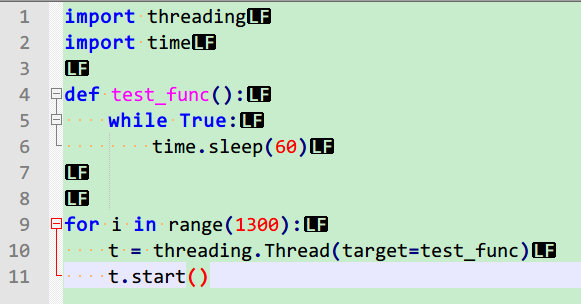 1 import threadingLF
2 import timeLF
3 LF
4 def test_func():LF
5     while True:LF
6         time.sleep(60)LF
7 LF
8 LF
9 for i in range(1300):LF
10     t = threading.Thread(target=test_func)LF
11     t.start()